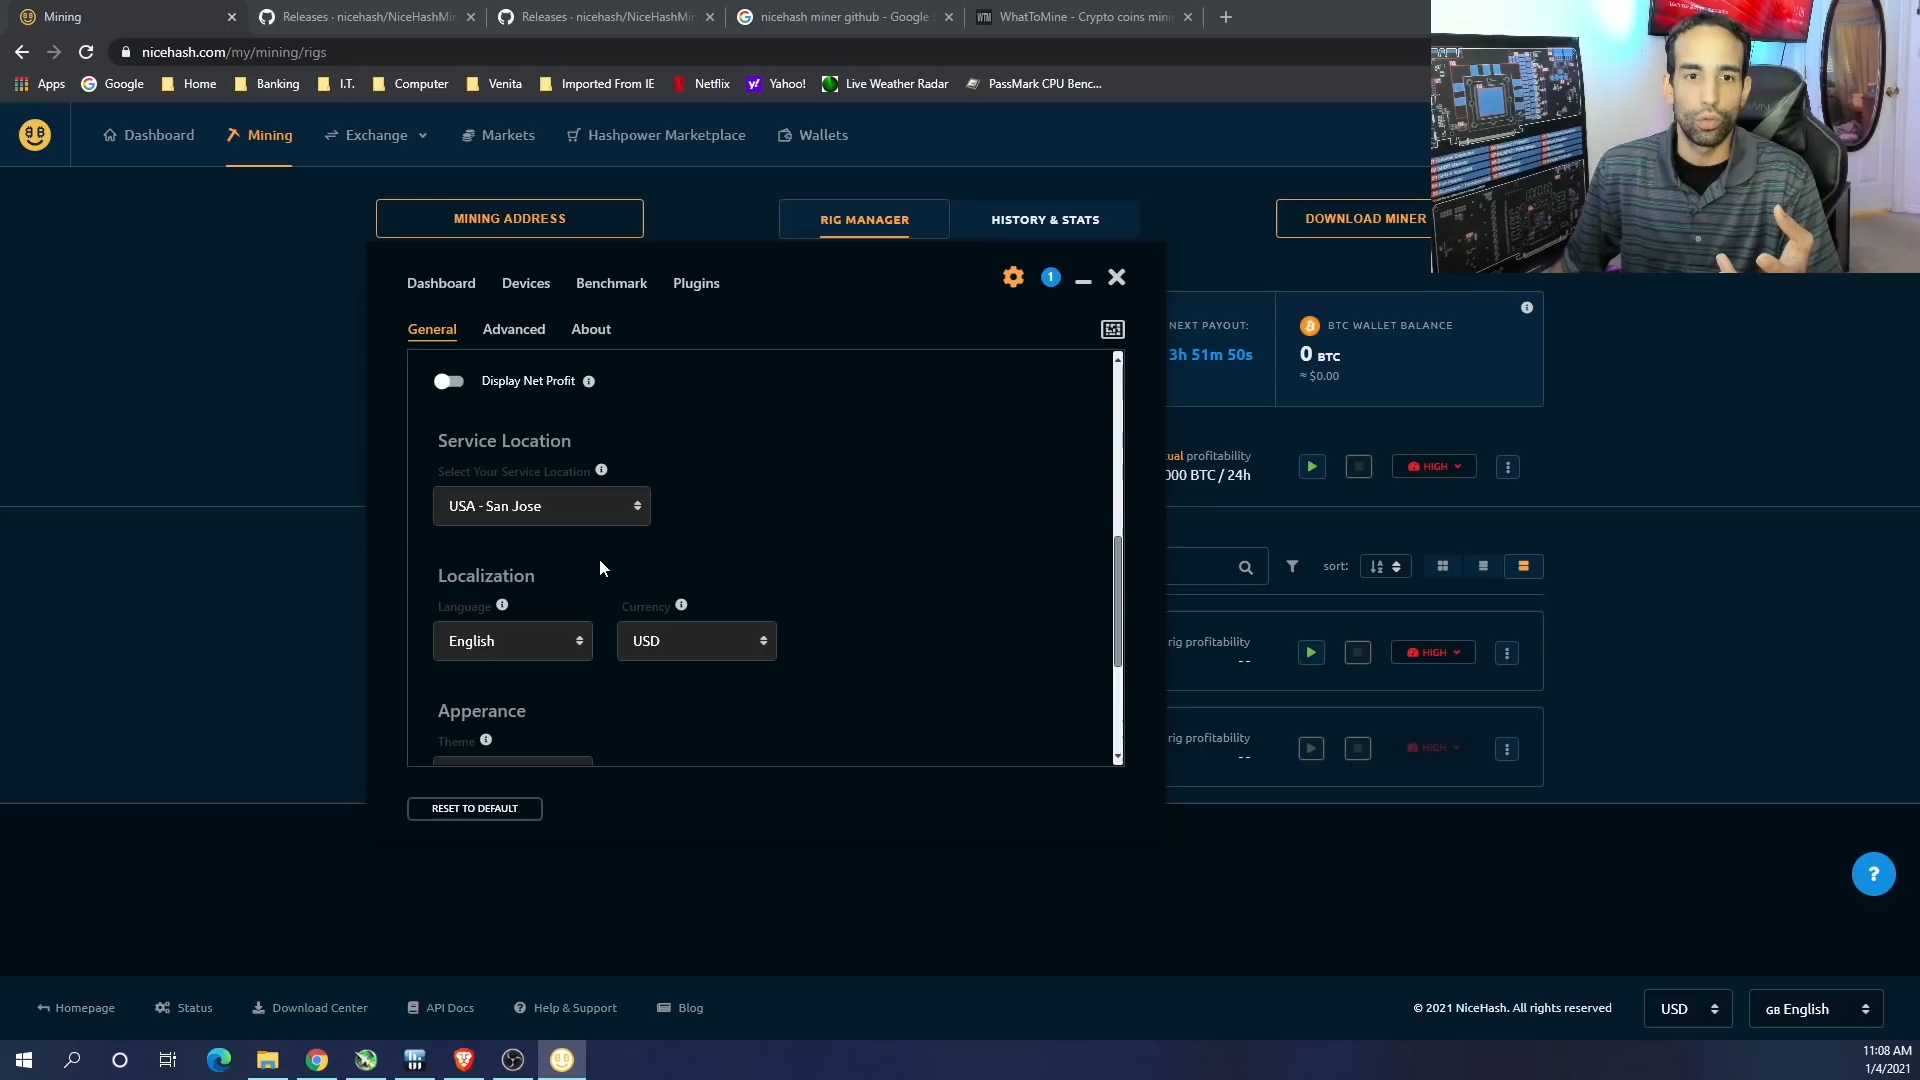 Mining
Releases · nicehash/NiceHashMin
Releases · nicehash/NiceHashMin
nicehash miner github - Google
WTM
WhatToMine - Crypto coins mini
nicehash.com/my/mining/rigs
Apps
Google
Home
Banking
I.T.
Computer
Venita
Imported From IE
Netflix
Yahoo!
Live Weather Radar
PassMark CPU Benc...
Dashboard
Mining
Exchange
Markets
Hashpower Marketplace
Wallets
MINING ADDRESS
RIG MANAGER
HISTORY & STATS
DOWNLOAD MINER
Dashboard
Devices
Benchmark
Plugins
1
General
Advanced
About
NEXT PAYOUT:
3h 51m 50s
BTC WALLET BALANCE
0 BTC
≈ $0.00
Display Net Profit
Service Location
Select Your Service Location
USA - San Jose
tual profitability
000 BTC / 24h
HIGH
Localization
Language
Currency
English
USD
sort:
rig profitability
- -
HIGH
Apperance
Theme
rig profitability
- -
HIGH
RESET TO DEFAULT
?
Homepage
Status
Download Center
API Docs
Help & Support
Blog
© 2021 NiceHash. All rights reserved
USD
GB English
11:08 AM
1/4/2021